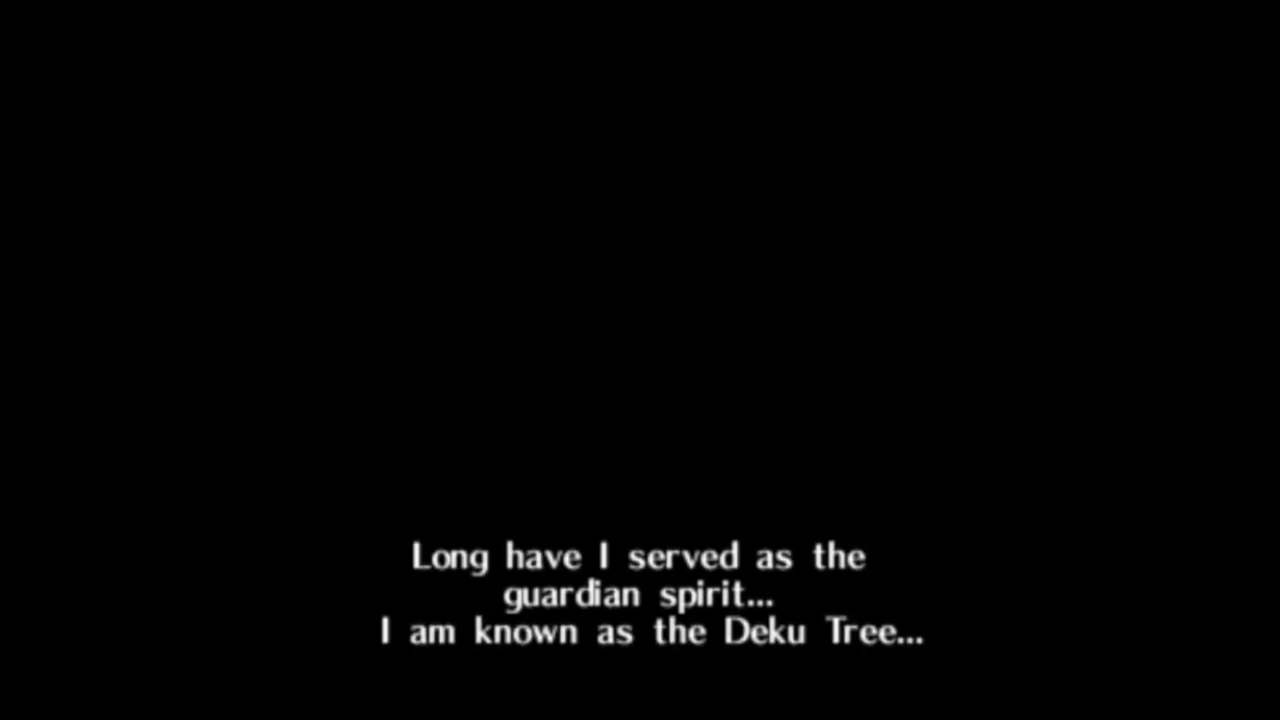 Long have I served as the
guardian spirit...
I am known as the Deku Tree...